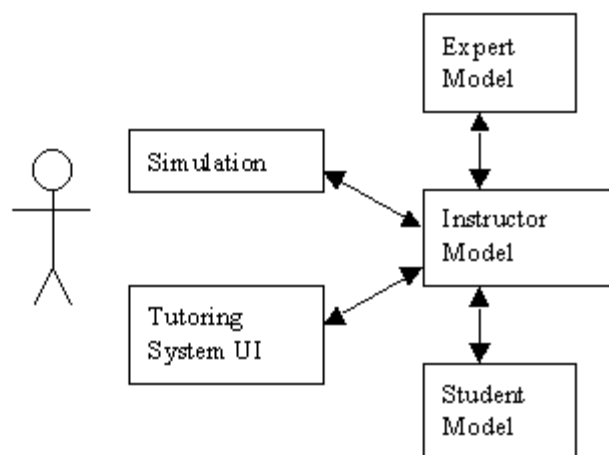 Expert
Model
Simulation
Instructor
Model
Tutoring
System UI
Student
Model